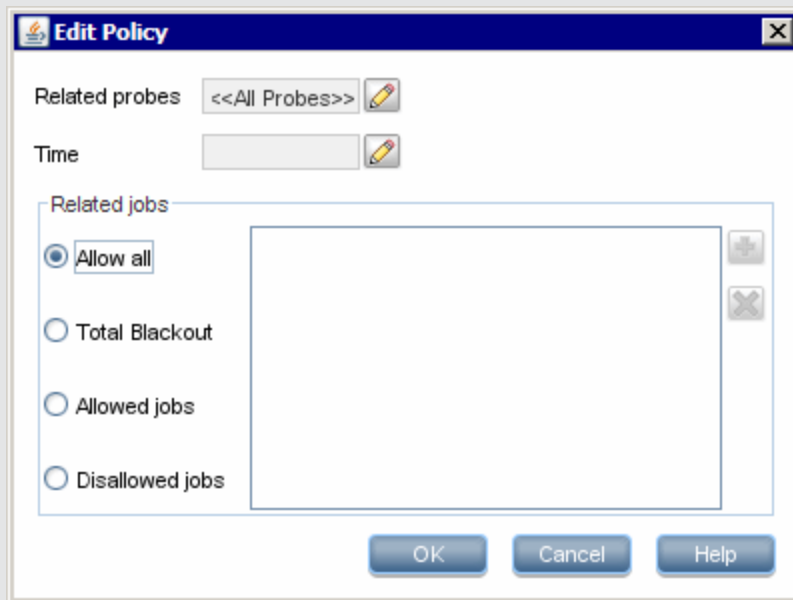 Edit Policy
Related probes <<All Probes>>
Time
Related jobs
Allow all
Total Blackout
Allowed jobs
Disallowed jobs
OK Cancel Help